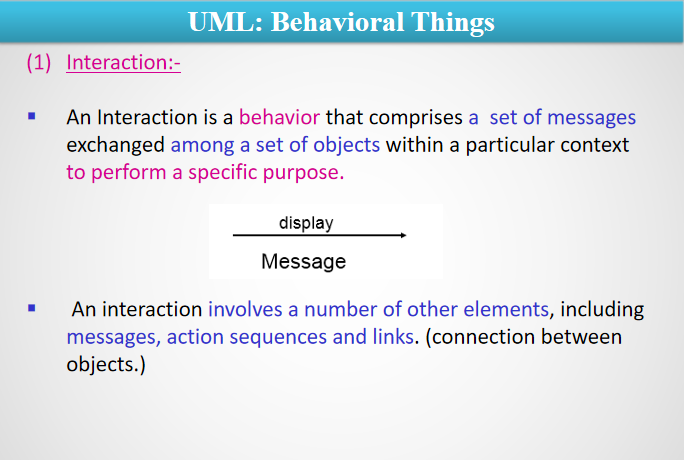 UML: Behavioral Things
(1) Interaction:-
▪ An Interaction is a behavior that comprises a set of messages
exchanged among a set of objects within a particular context
to perform a specific purpose.
display
Message
▪ An interaction involves a number of other elements, including
messages, action sequences and links. (connection between
objects.)